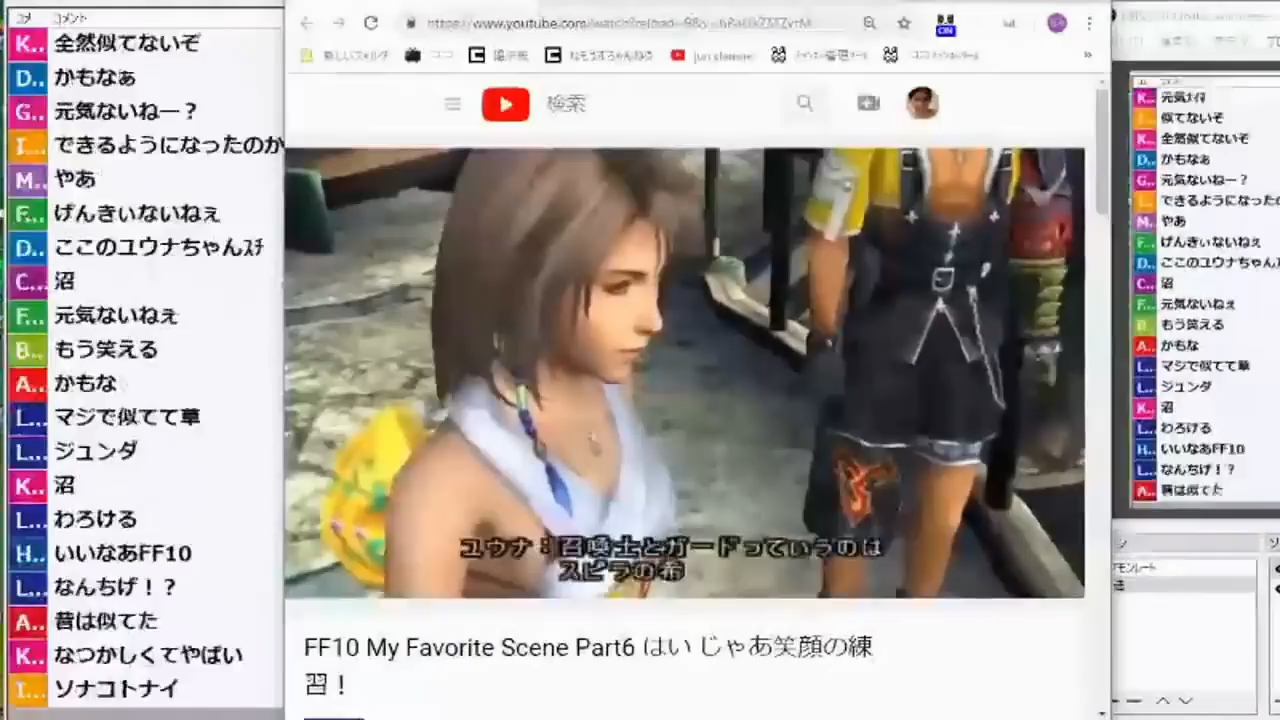 コメント
K.. 全然似てないぞ
D.. かもなぁ
G.. 元気ないねー？
I... できるようになったのか
M.. やあ
F.. げんきぃないねぇ
D.. ここのユウナちゃんｽﾁ
C... 沼
F... 元気ないねぇ
B.. もう笑える
A.. かもな
L... マジで似てて草
L... ジュンダ
K.. 沼
L... わろける
H.. いいなあFF10
L... なんちげ！？
A.. 昔は似てた
K.. なつかしくてやばい
I... ソナコトナイ
ON
検索
ユウナ：召喚士とガードっていうのは
スピラの希
FF10 My Favorite Scene Part6 はい じゃあ笑顔の練
習！
似てないぞ
K.. 全然似てないぞ
D.. かもなぁ
G.. 元気ないねー？
できるようになった
M.. やあ
F.. げんきぃないねぇ
D.. ここのユウナちゃん
C.. 沼
F.. 元気ないねぇ
B.. もう笑える
A.. かもな
L... マジで似てて草
L... ジュンダ
K.. 沼
L... わろける
H.. いいなあFF10
L... なんちげ！？
A.. 昔は似てた